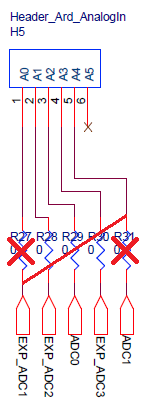 Header_Ard_AnalogIn
H5
A0
A1
A2
A3
A4
A5
1
2
3
4
5
6
R27
R28
R29
R30
R31
0
0
0
0
0
EXP_ADC1
EXP_ADC2
ADC0
EXP_ADC3
ADC1